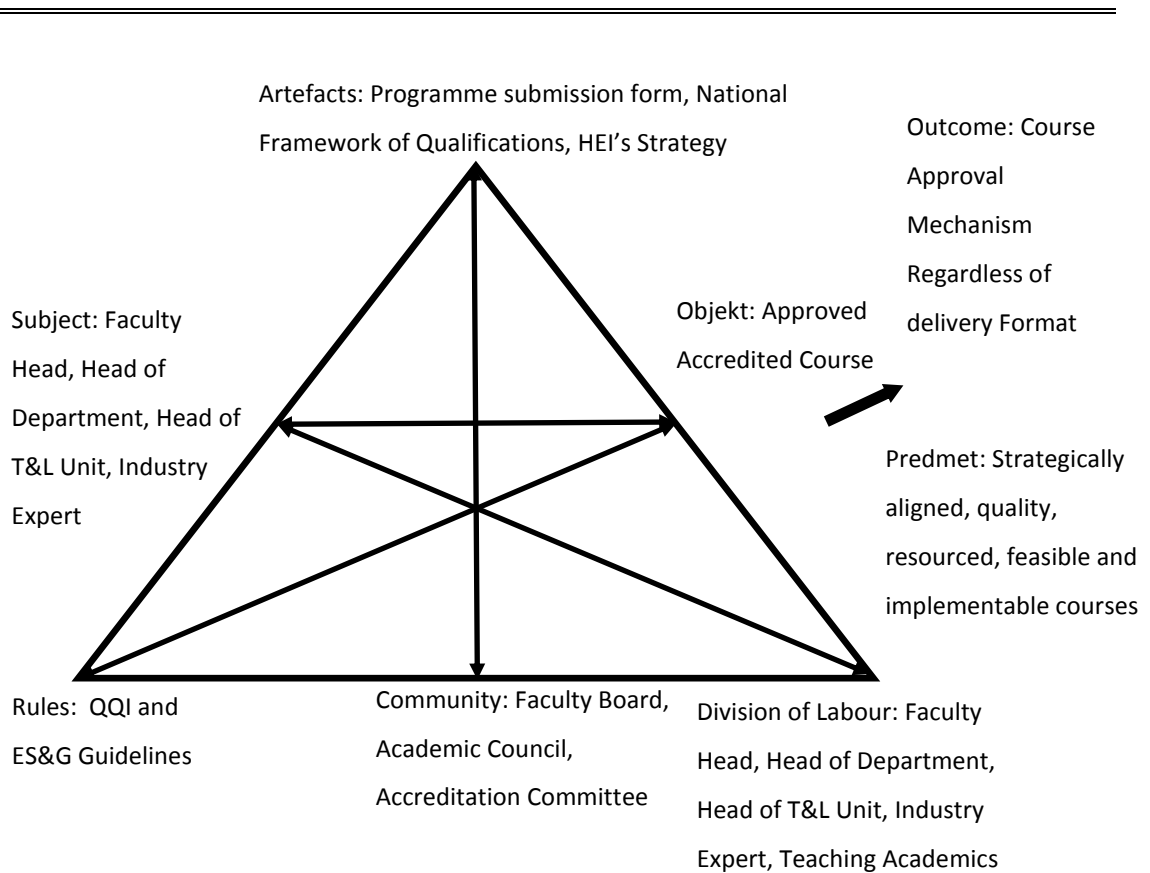 Artefacts: Programme submission form, National
Framework of Qualifications, HEI’s Strategy
Outcome: Course
Approval
Mechanism
Regardless of
delivery Format
Subject: Faculty
Head, Head of
Department, Head of
T&L Unit, Industry
Expert
Objekt: Approved
Accredited Course
Predmet: Strategically
aligned, quality,
resourced, feasible and
implementable courses
Rules:  QQI and
ES&G Guidelines
Community: Faculty Board,
Academic Council,
Accreditation Committee
Division of Labour: Faculty
Head, Head of Department,
Head of T&L Unit, Industry
Expert, Teaching Academics